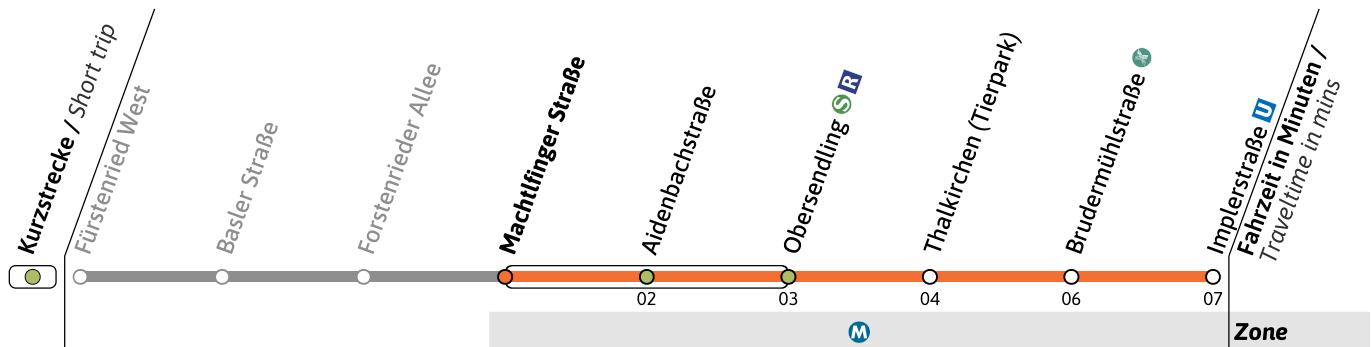 Kurzstrecke / Short trip
Fürstenried West
Basler Straße
Forstenrieder Allee
Machtlfinger Straße
Aidenbachstraße
Obersendling S R
Thalkirchen (Tierpark)
Brudermühlstraße
Implerstraße U
Fahrzeit in Minuten /
Traveltime in mins
02 03 04 06 07
M Zone